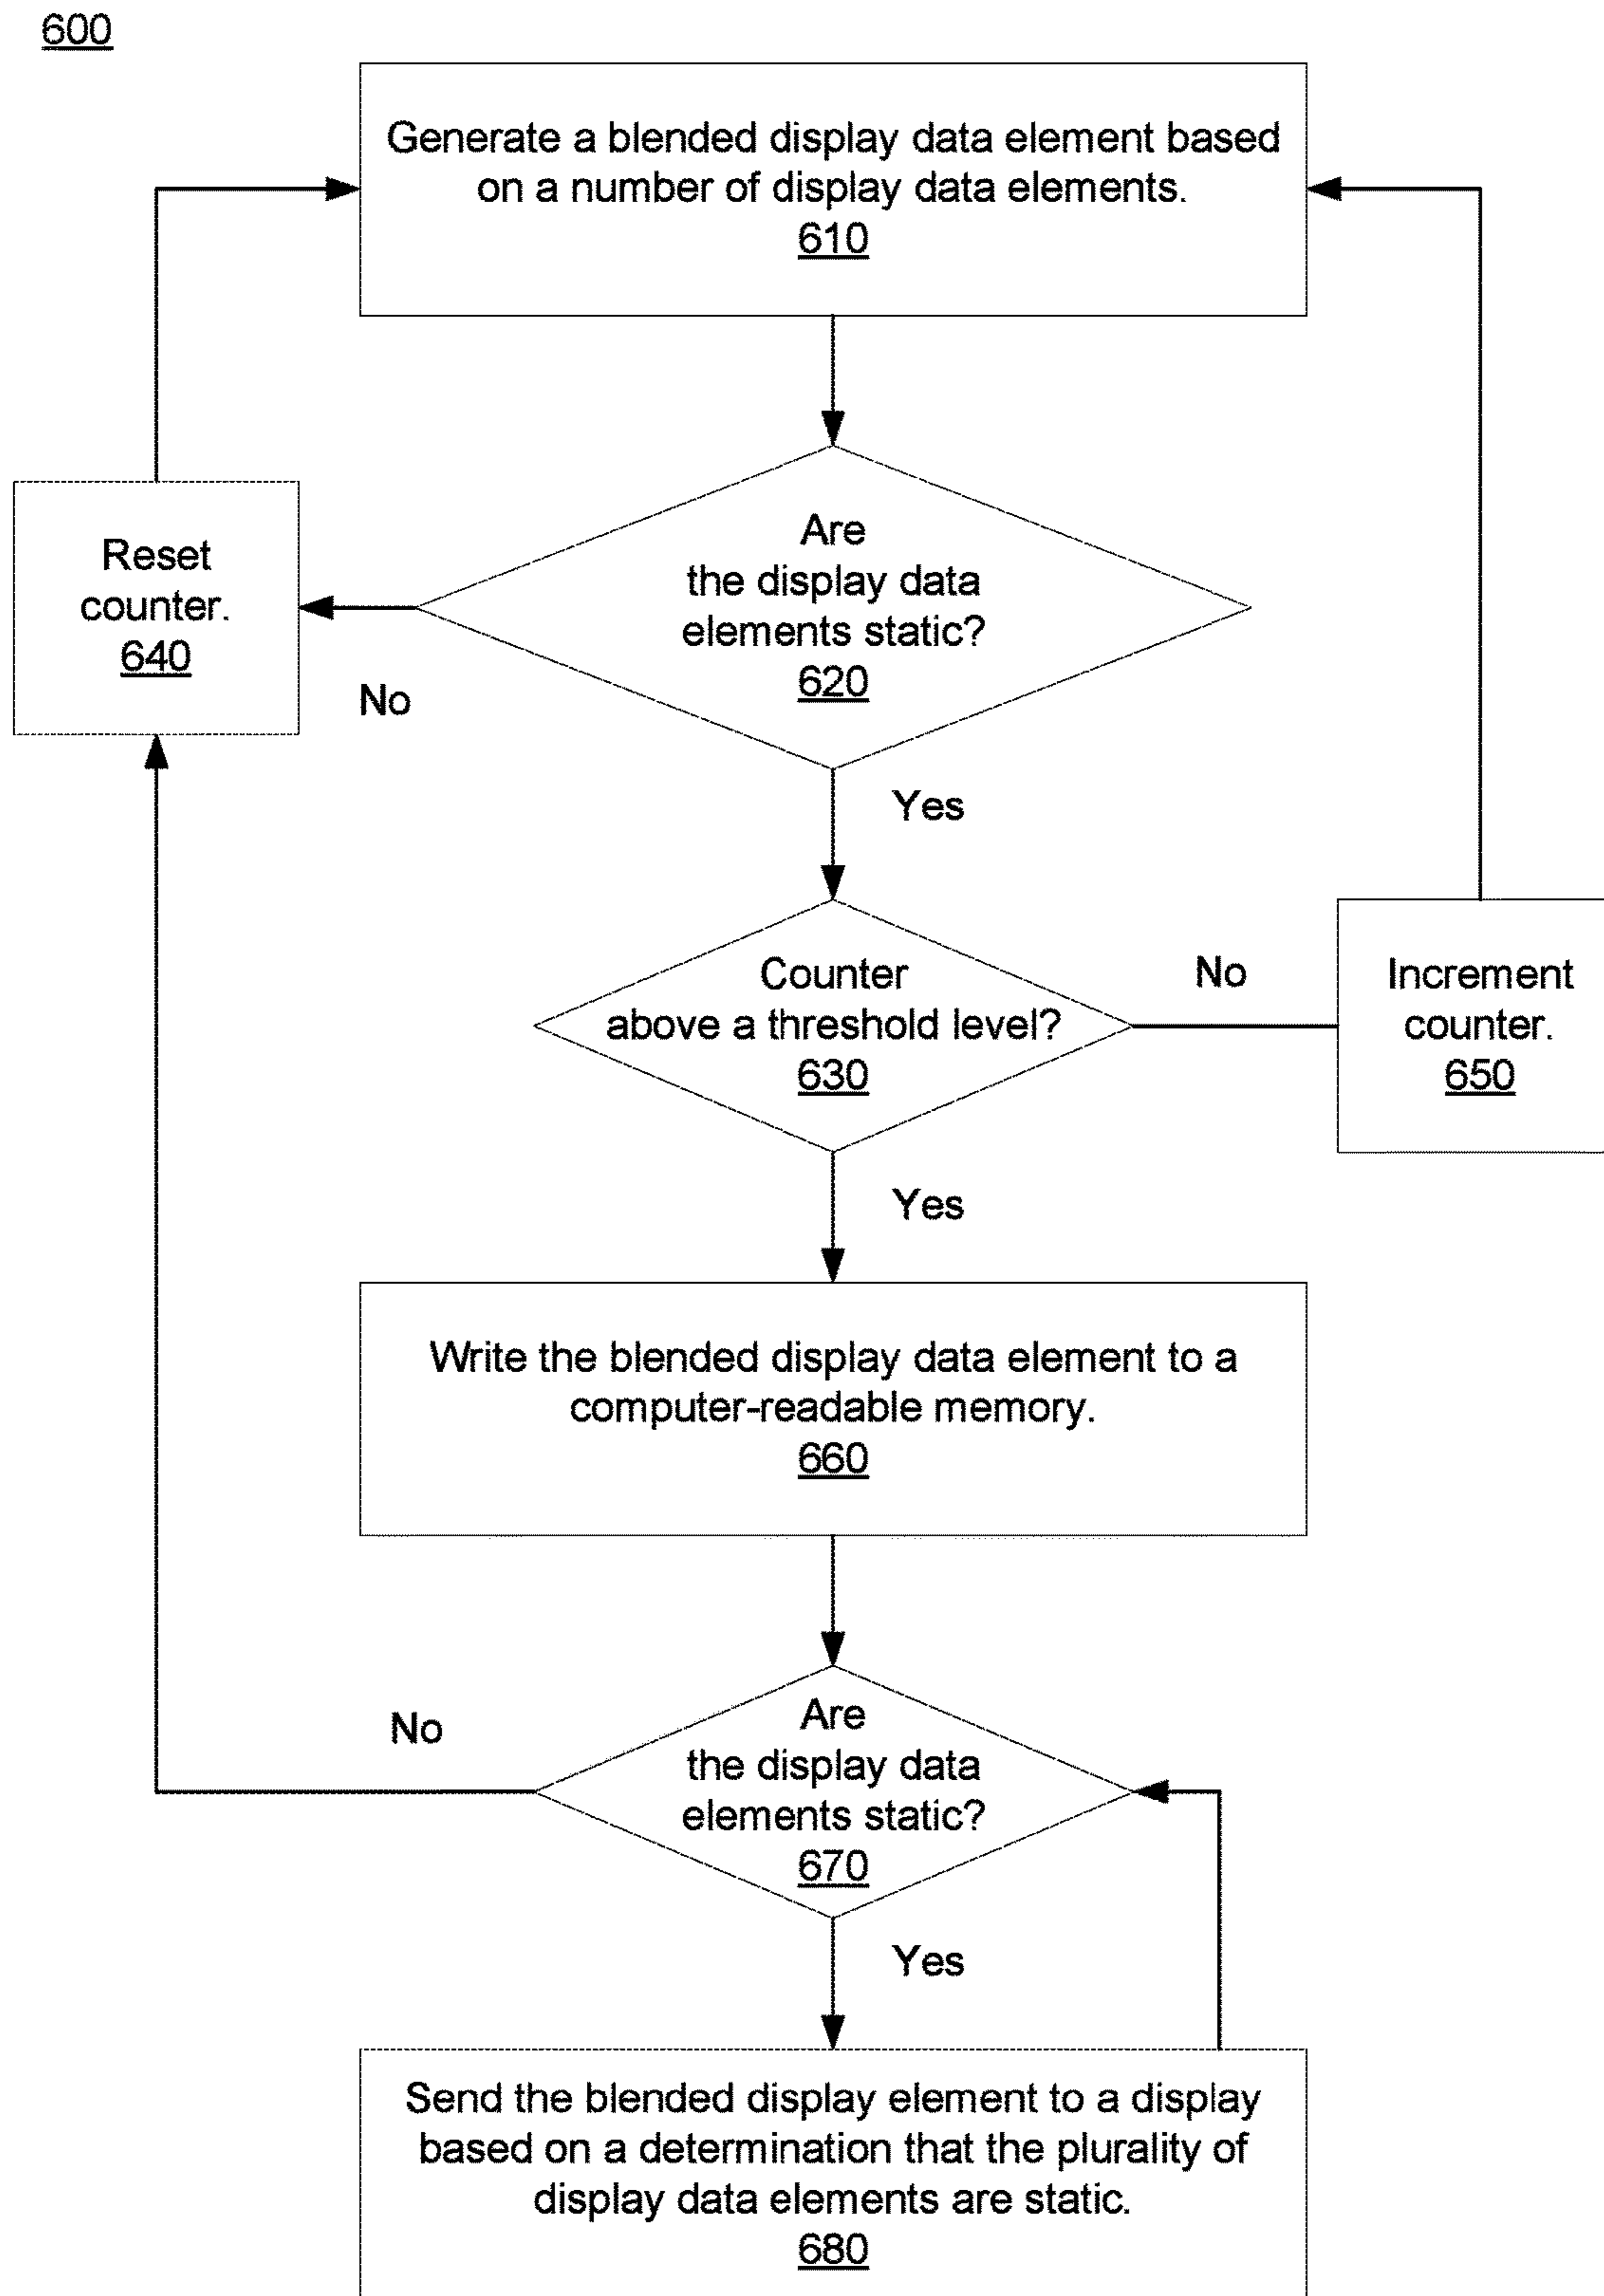 600
Generate a blended display data element based
on a number of display data elements.
610
Are
the display data
elements static?
620
Reset
counter.
640
No
Yes
Counter
above a threshold level?
630
No
Increment
counter.
650
Yes
Write the blended display data element to a
computer-readable memory.
660
Are
the display data
elements static?
670
No
Yes
Send the blended display element to a display
based on a determination that the plurality of
display data elements are static.
680